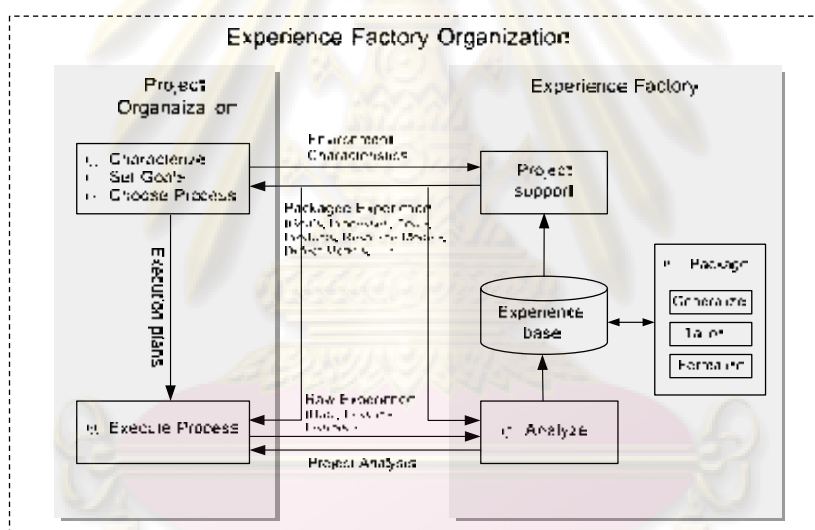 Experience Factory Organization
Project
Organaization
Experience Factory
Characterize
Set Goals
Choose Process
Environment
Characteristics
Project
support
Packaged Experience
Execution plans
Package
Generalize
Tailor
Formalize
Experience
base
Raw Experience
Execute Process
Analyze
Project Analysis